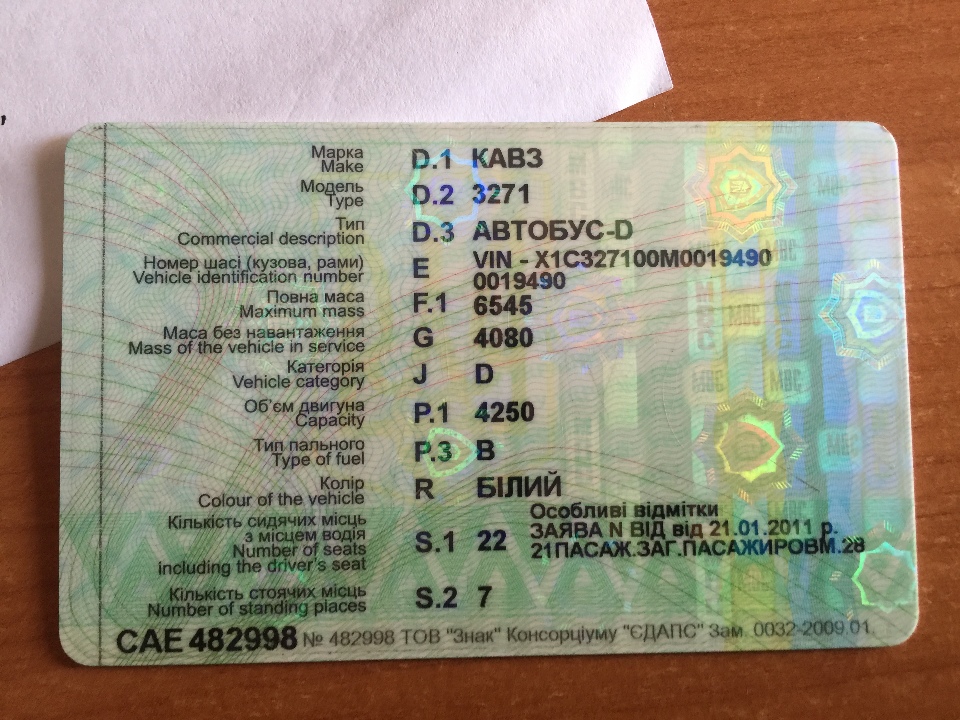 Марка
Make
D.1 КАВЗ
Модель
Type
D.2 3271
Тип
Commercial description
D.3 АВТОБУС-D
Номер шасі (кузова, рами)
Vehicle identification number
E VIN - X1C327100M0019490
0019490
Повна маса
Maximum mass
F.1 6545
Маса без навантаження
Mass of the vehicle in service
G 4080
Категорія
Vehicle category
J D
Об'єм двигуна
Capacity
P.1 4250
Тип пального
Type of fuel
P.3 B
Колір
Colour of the vehicle
R БІЛИЙ
Кількість сидячих місць
з місцем водія
Number of seats
including the driver's seat
S.1 22
Особливі відмітки
ЗАЯВА N ВІД від 21.01.2011 р.
21ПАСАЖ.ЗАГ.ПАСАЖИРОВМ.28
Кількість стоячих місць
Number of standing places
S.2 7
САЕ 482998 № 482998 ТОВ "Знак" Консорціуму "ЄДАПС" Зам. 0032-2009.01